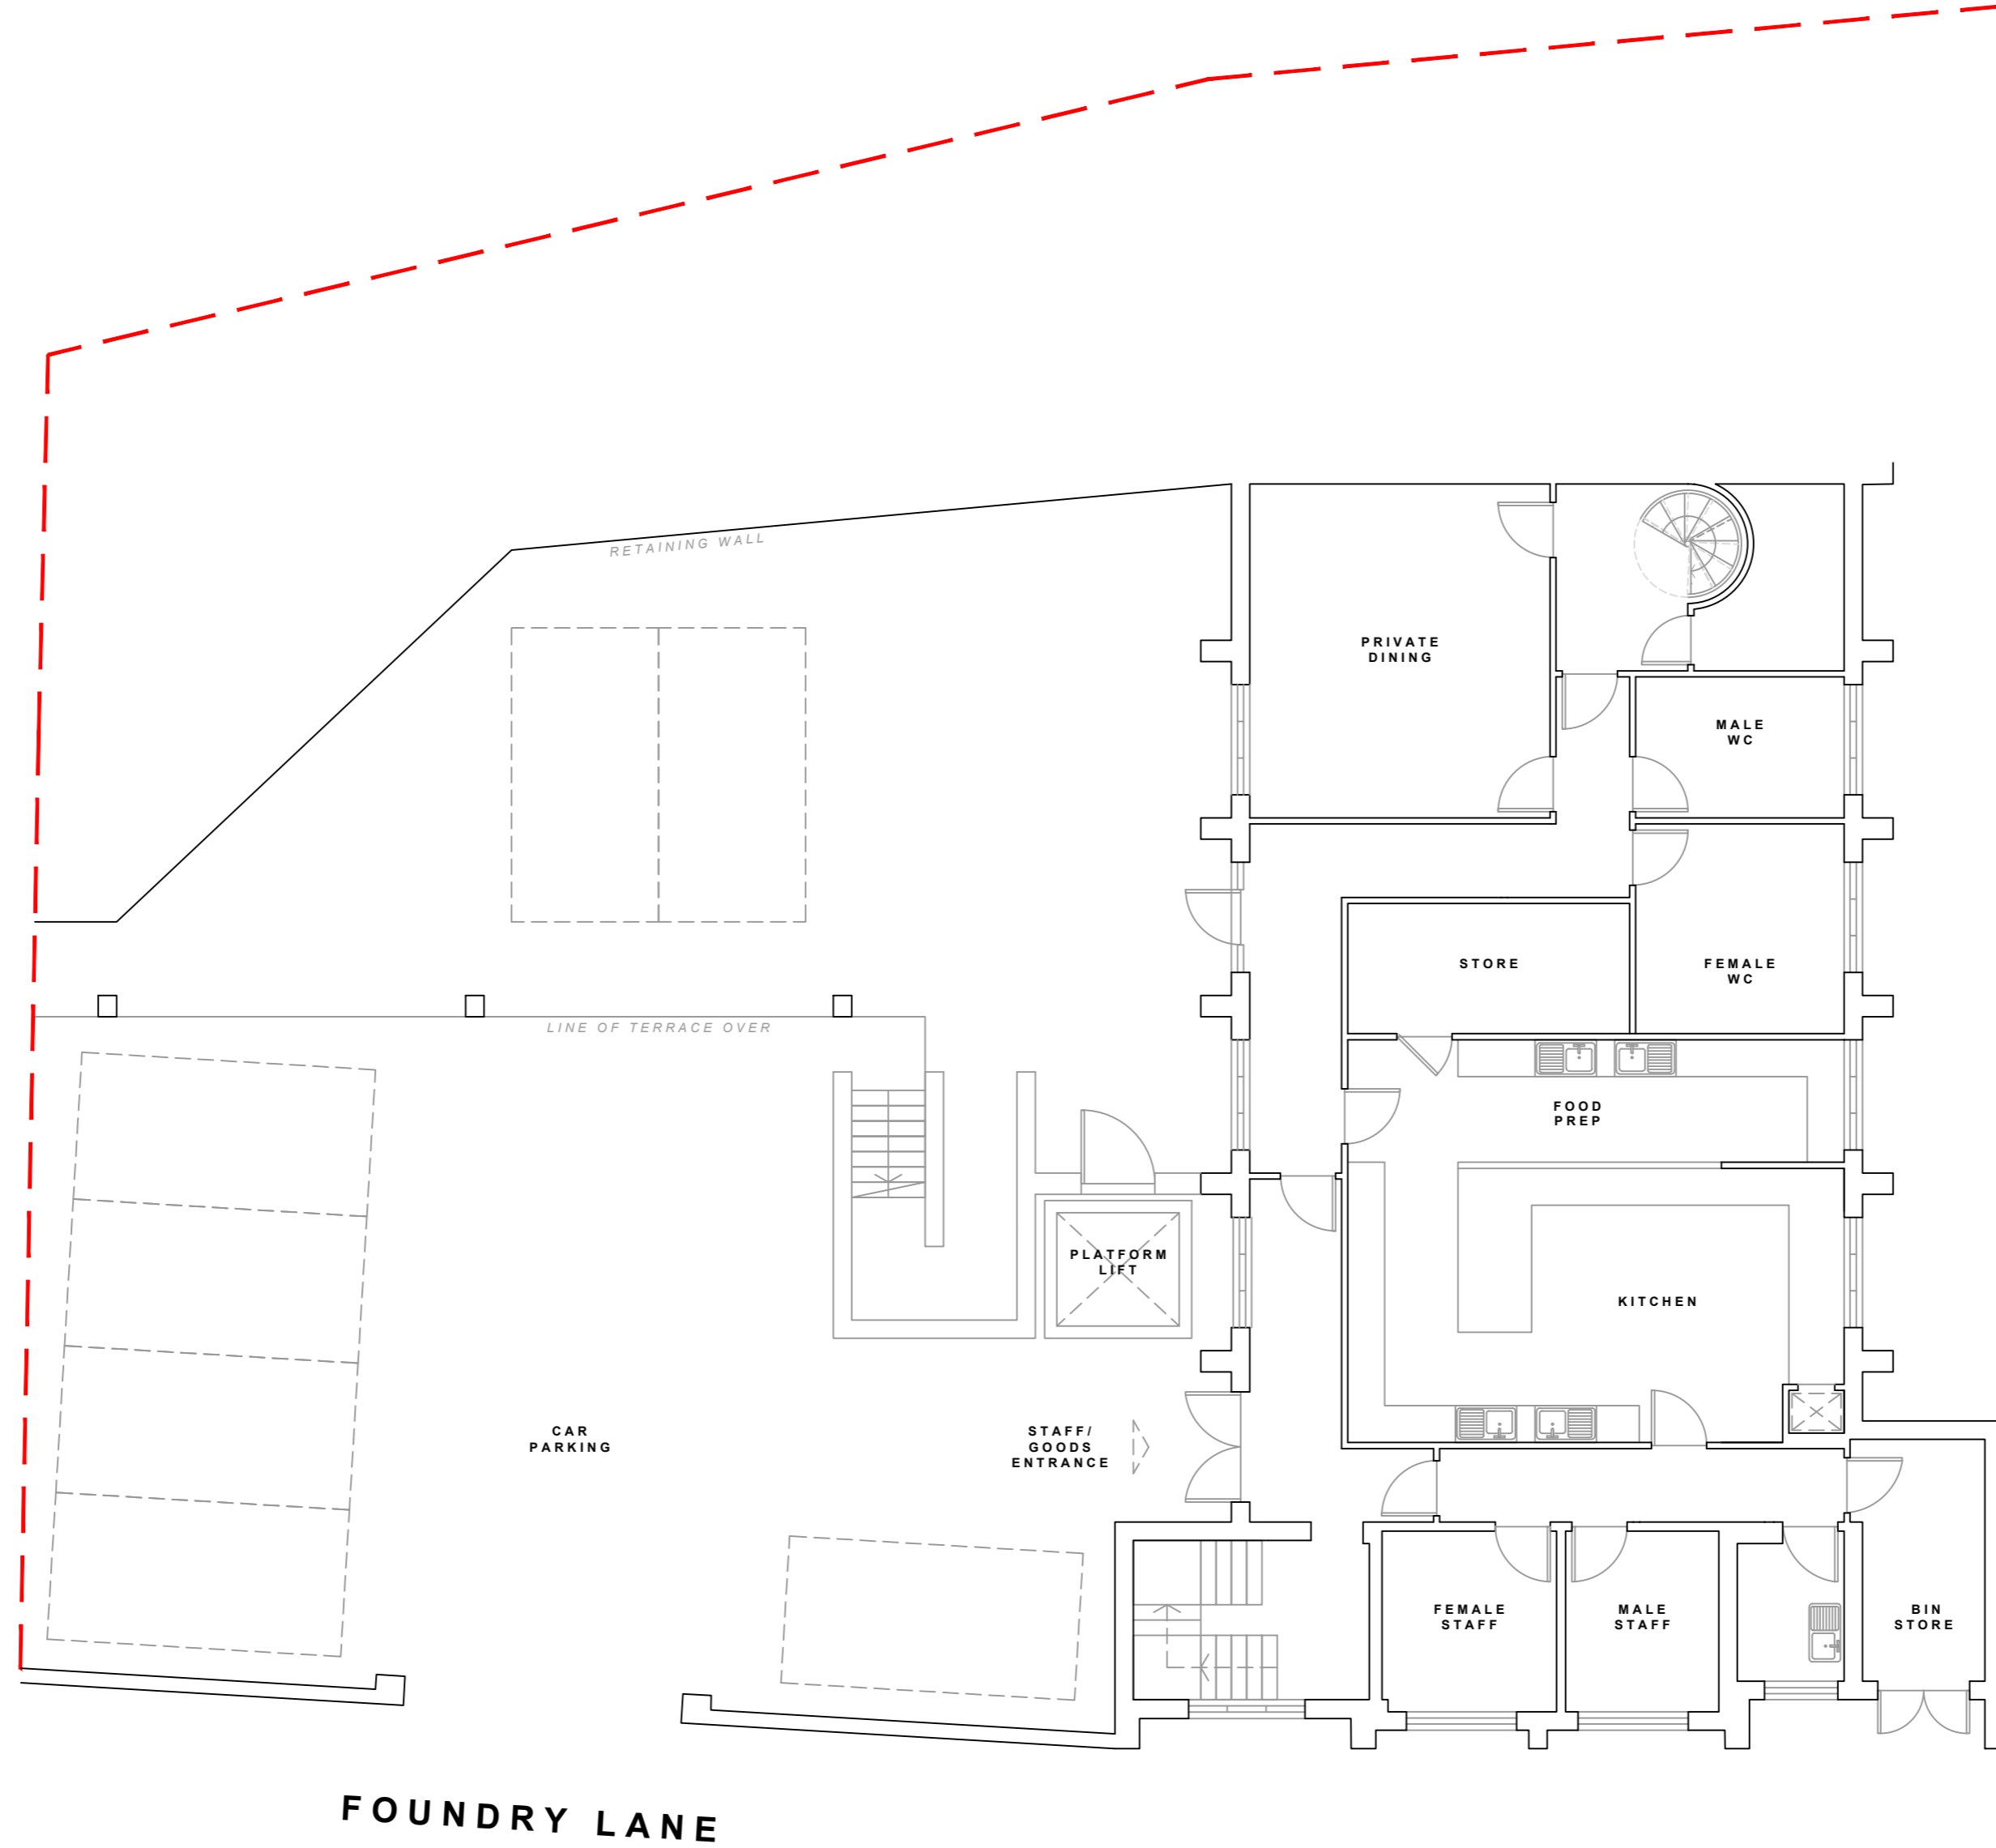 RETAINING WALL
PRIVATE
DINING
MALE
WC
STORE
FEMALE
WC
LINE OF TERRACE OVER
FOOD
PREP
PLATFORM
LIFT
KITCHEN
CAR
PARKING
STAFF/
GOODS
ENTRANCE
FEMALE
STAFF
MALE
STAFF
BIN
STORE
FOUNDRY LANE